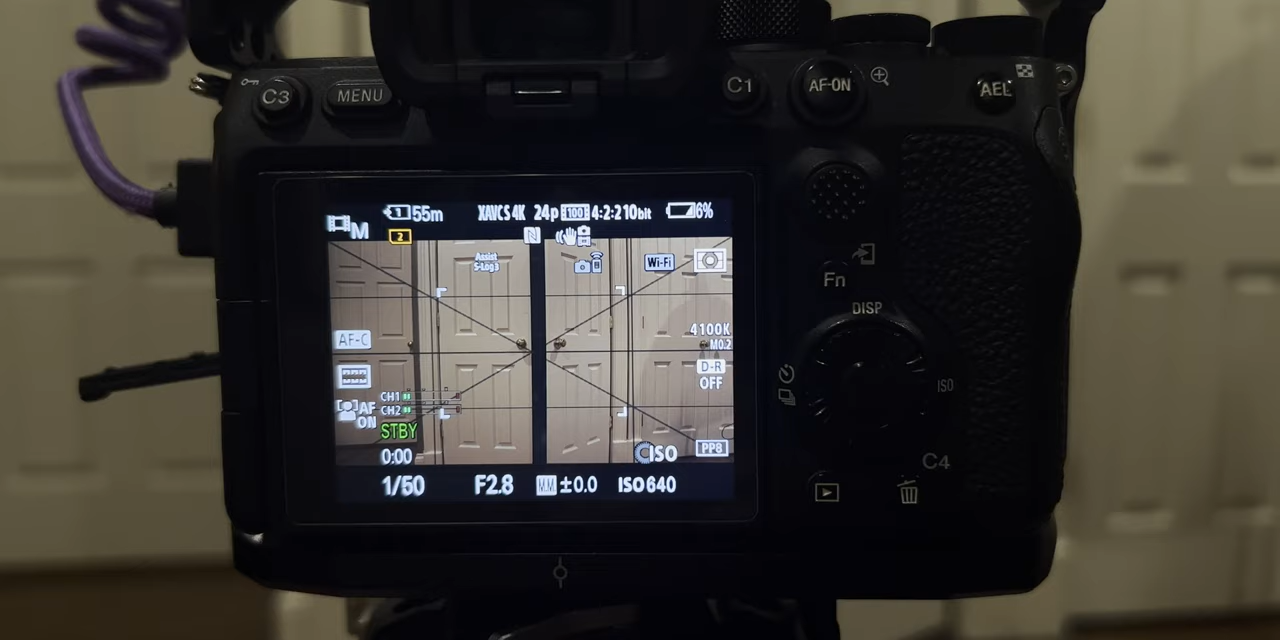 C3
MENU
C1
AF-ON
AEL
1 55m
XAVC S 4K 24p 100 4:2:2 10bit
6%
M
2
N
Assist
S-Log3
Wi-Fi
AF-C
4100K
M0.2
D-R
OFF
CH1
CH2
AF
ON
STBY
0:00
ISO
PP8
1/50
F2.8
MM ±0.0
ISO 640
Fn
DISP
ISO
C4